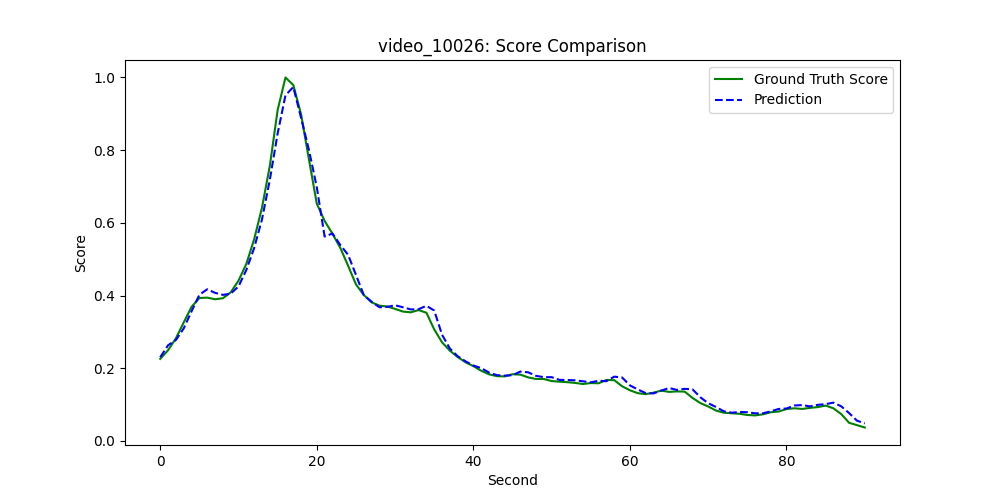 video_10026: Score Comparison
Ground Truth Score
Prediction
Score
1.0
0.8
0.6
0.4
0.2
0.0
0 20 40 60 80
Second